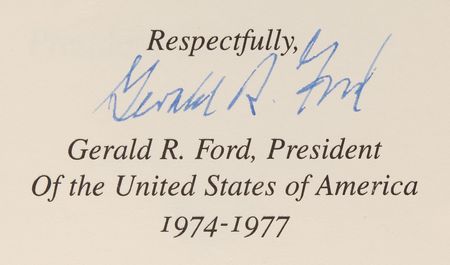 Respectfully,
Gerald R. Ford
Gerald R. Ford, President
Of the United States of America
1974-1977